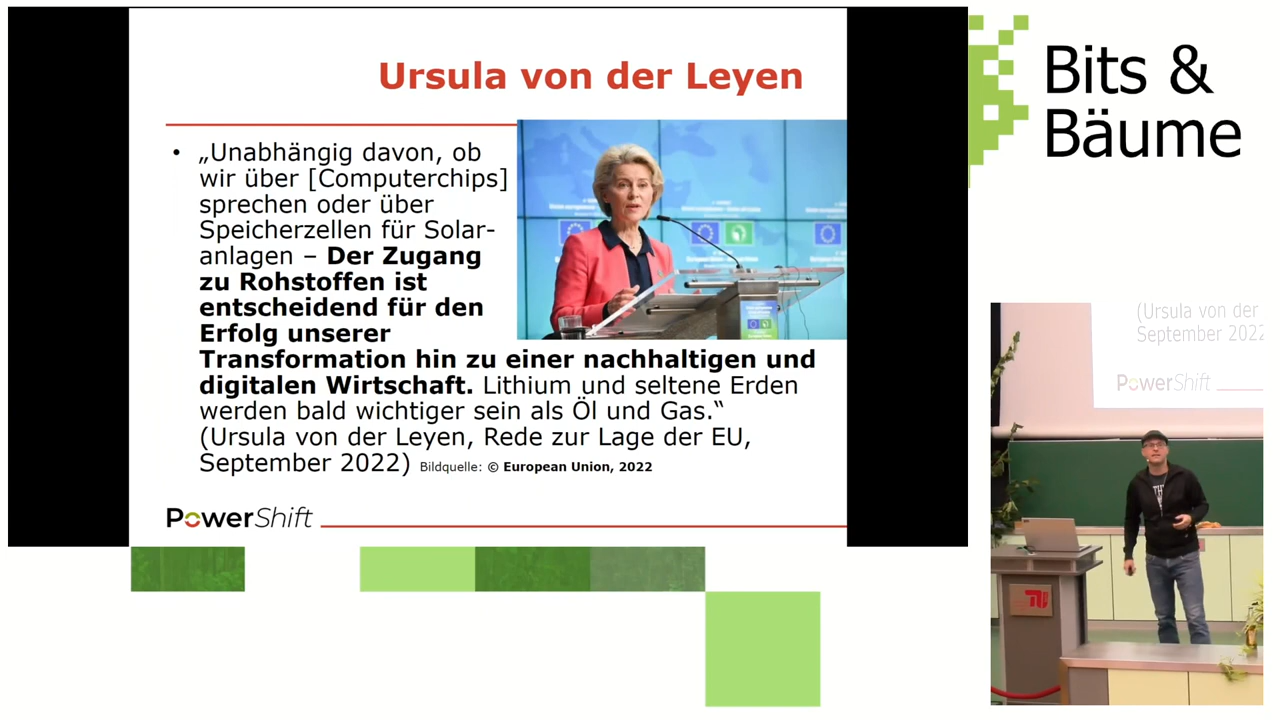 Ursula von der Leyen
• „Unabhängig davon, ob
wir über [Computerchips]
sprechen oder über
Speicherzellen für Solar-
anlagen – Der Zugang
zu Rohstoffen ist
entscheidend für den
Erfolg unserer
Transformation hin zu einer nachhaltigen und
digitalen Wirtschaft. Lithium und seltene Erden
werden bald wichtiger sein als Öl und Gas.“
(Ursula von der Leyen, Rede zur Lage der EU,
September 2022) Bildquelle: © European Union, 2022
PowerShift
Bits &
Bäume
(Ursula von der
September 2022
PowerShift